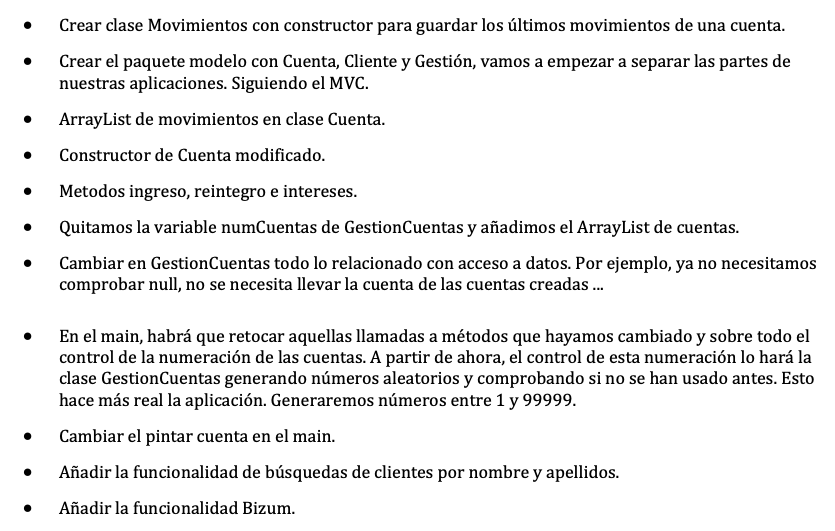 • Crear clase Movimientos con constructor para guardar los últimos movimientos de una cuenta.
• Crear el paquete modelo con Cuenta, Cliente y Gestión, vamos a empezar a separar las partes de
nuestras aplicaciones. Siguiendo el MVC.
• ArrayList de movimientos en clase Cuenta.
• Constructor de Cuenta modificado.
• Metodos ingreso, reintegro e intereses.
• Quitamos la variable numCuentas de GestionCuentas y añadimos el ArrayList de cuentas.
• Cambiar en GestionCuentas todo lo relacionado con acceso a datos. Por ejemplo, ya no necesitamos
comprobar null, no se necesita llevar la cuenta de las cuentas creadas ...
• En el main, habrá que retocar aquellas llamadas a métodos que hayamos cambiado y sobre todo el
control de la numeración de las cuentas. A partir de ahora, el control de esta numeración lo hará la
clase GestionCuentas generando números aleatorios y comprobando si no se han usado antes. Esto
hace más real la aplicación. Generaremos números entre 1 y 99999.
• Cambiar el pintar cuenta en el main.
• Añadir la funcionalidad de búsquedas de clientes por nombre y apellidos.
• Añadir la funcionalidad Bizum.